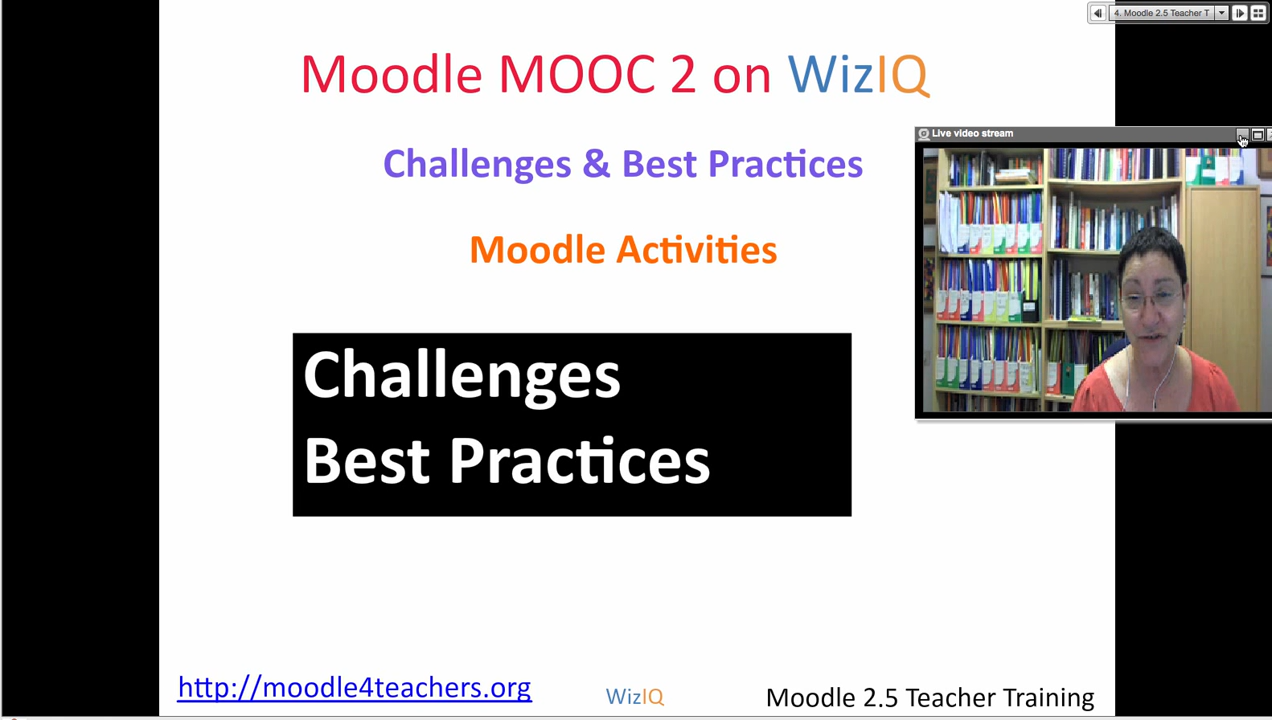 4. Moodle 2.5 Teacher T
Moodle MOOC 2 on WizIQ
Live video stream
Challenges & Best Practices
Moodle Activities
Challenges
Best Practices
http://moodle4teachers.org
WizIQ
Moodle 2.5 Teacher Training